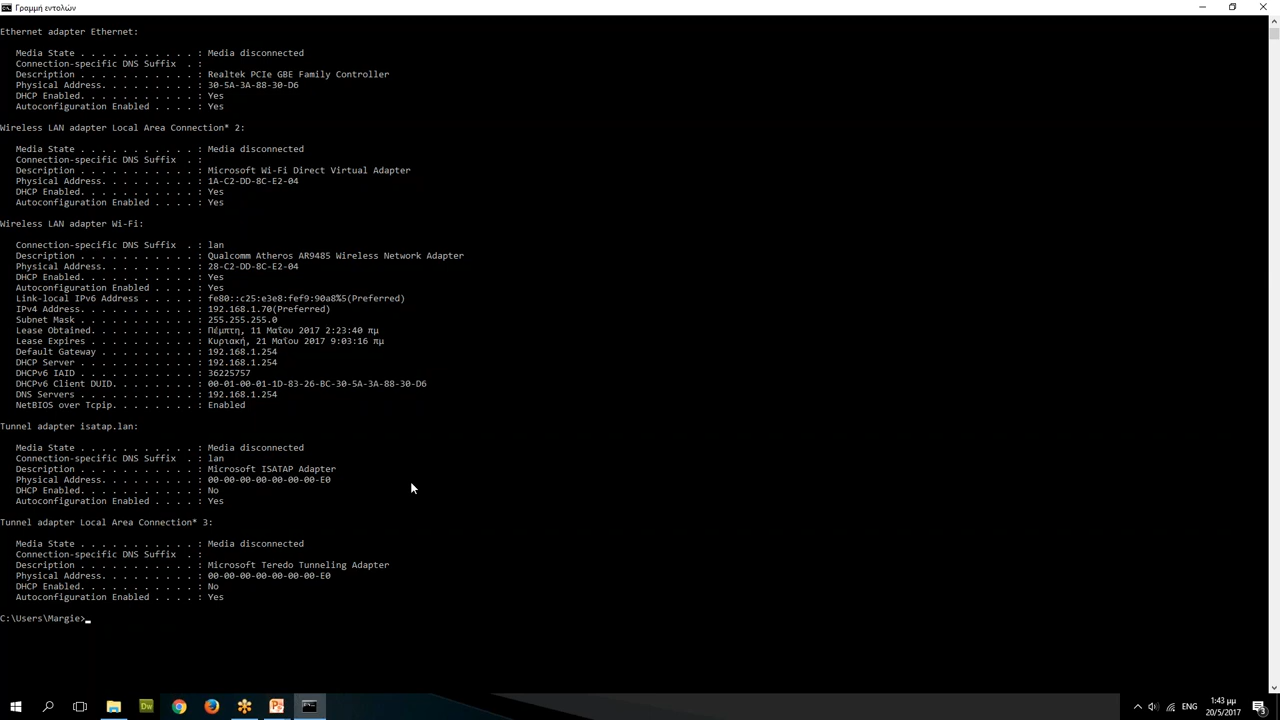 Γραμμή εντολών
Ethernet adapter Ethernet:
Media State . . . . . . . . . . . : Media disconnected
Connection-specific DNS Suffix  . :
Description . . . . . . . . . . . : Realtek PCIe GBE Family Controller
Physical Address. . . . . . . . . : 30-5A-3A-88-30-D6
DHCP Enabled. . . . . . . . . . . : Yes
Autoconfiguration Enabled . . . . : Yes
Wireless LAN adapter Local Area Connection* 2:
Media State . . . . . . . . . . . : Media disconnected
Connection-specific DNS Suffix  . :
Description . . . . . . . . . . . : Microsoft Wi-Fi Direct Virtual Adapter
Physical Address. . . . . . . . . : 1A-C2-DD-8C-E2-04
DHCP Enabled. . . . . . . . . . . : Yes
Autoconfiguration Enabled . . . . : Yes
Wireless LAN adapter Wi-Fi:
Connection-specific DNS Suffix  . : lan
Description . . . . . . . . . . . : Qualcomm Atheros AR9485 Wireless Network Adapter
Physical Address. . . . . . . . . : 28-C2-DD-8C-E2-04
DHCP Enabled. . . . . . . . . . . : Yes
Autoconfiguration Enabled . . . . : Yes
Link-local IPv6 Address . . . . . : fe80::c25:e3e8:fef9:90a8%5(Preferred)
IPv4 Address. . . . . . . . . . . : 192.168.1.70(Preferred)
Subnet Mask . . . . . . . . . . . : 255.255.255.0
Lease Obtained. . . . . . . . . . : Πέμπτη, 11 Μαΐου 2017 2:23:40 πμ
Lease Expires . . . . . . . . . . : Κυριακή, 21 Μαΐου 2017 9:03:16 πμ
Default Gateway . . . . . . . . . : 192.168.1.254
DHCP Server . . . . . . . . . . . : 192.168.1.254
DHCPv6 IAID . . . . . . . . . . . : 36225757
DHCPv6 Client DUID. . . . . . . . : 00-01-00-01-1D-83-26-BC-30-5A-3A-88-30-D6
DNS Servers . . . . . . . . . . . : 192.168.1.254
NetBIOS over Tcpip. . . . . . . . : Enabled
Tunnel adapter isatap.lan:
Media State . . . . . . . . . . . : Media disconnected
Connection-specific DNS Suffix  . : lan
Description . . . . . . . . . . . : Microsoft ISATAP Adapter
Physical Address. . . . . . . . . : 00-00-00-00-00-00-00-E0
DHCP Enabled. . . . . . . . . . . : No
Autoconfiguration Enabled . . . . : Yes
Tunnel adapter Local Area Connection* 3:
Media State . . . . . . . . . . . : Media disconnected
Connection-specific DNS Suffix  . :
Description . . . . . . . . . . . : Microsoft Teredo Tunneling Adapter
Physical Address. . . . . . . . . : 00-00-00-00-00-00-00-E0
DHCP Enabled. . . . . . . . . . . : No
Autoconfiguration Enabled . . . . : Yes
C:\Users\Margie>
Dw
ΕΝG
1:43 μμ
20/5/2017
3